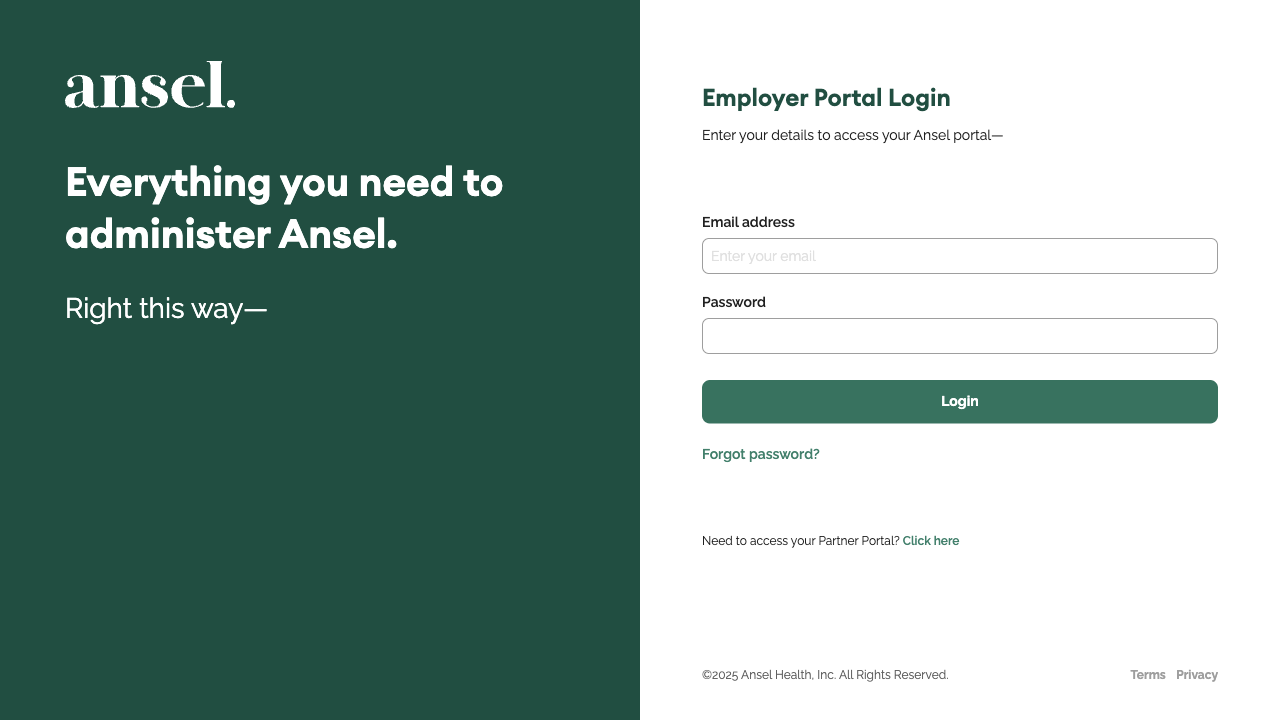 ansel.
Everything you need to
administer Ansel.
Right this way—
Employer Portal Login
Enter your details to access your Ansel portal—
Email address
Enter your email
Password
Login
Forgot password?
Need to access your Partner Portal? Click here
©2025 Ansel Health, Inc. All Rights Reserved.
Terms Privacy